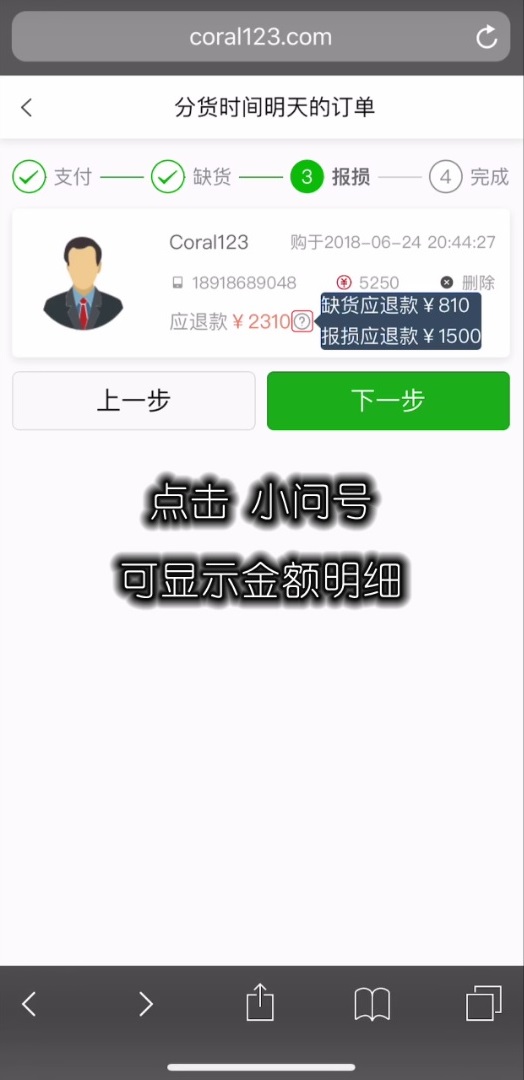 coral123.com
分货时间明天的订单
支付 缺货 3 报损 4 完成
Coral123 购于2018-06-24 20:44:27
18918689048 5250 删除
应退款￥2310? 缺货应退款￥810
报损应退款￥1500
上一步 下一步
点击 小问号
可显示金额明细